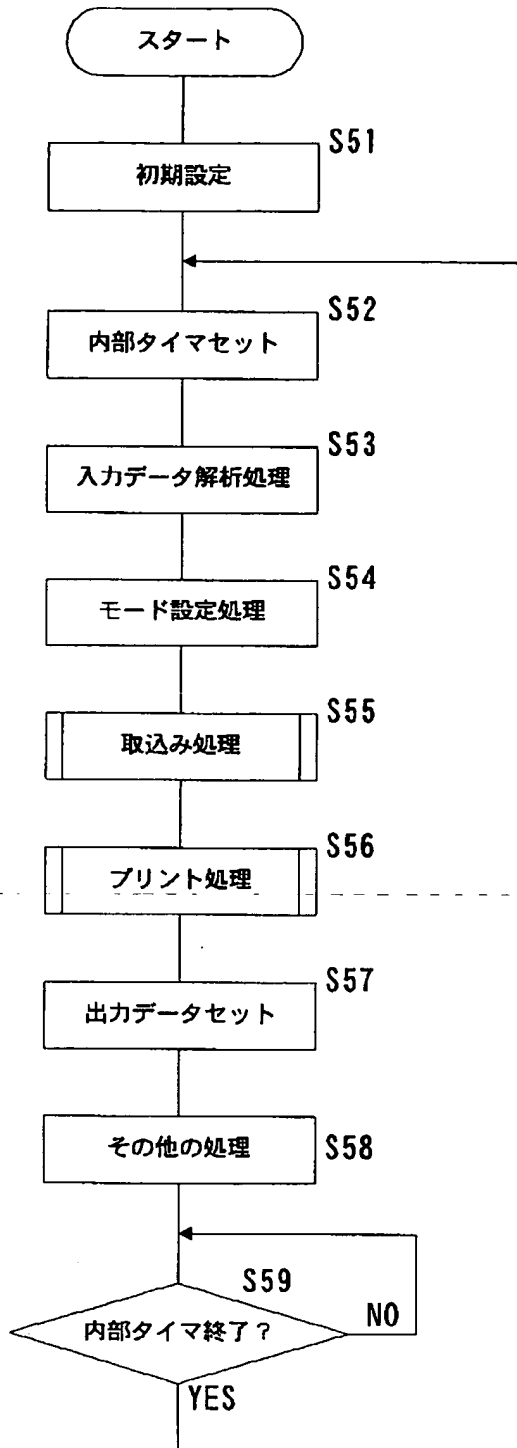 スタート
S51
初期設定
S52
内部タイマセット
S53
入力データ解析処理
S54
モード設定処理
S55
取込み処理
S56
プリント処理
S57
出力データセット
その他の処理 S58
S59
内部タイマ終了？
NO
YES